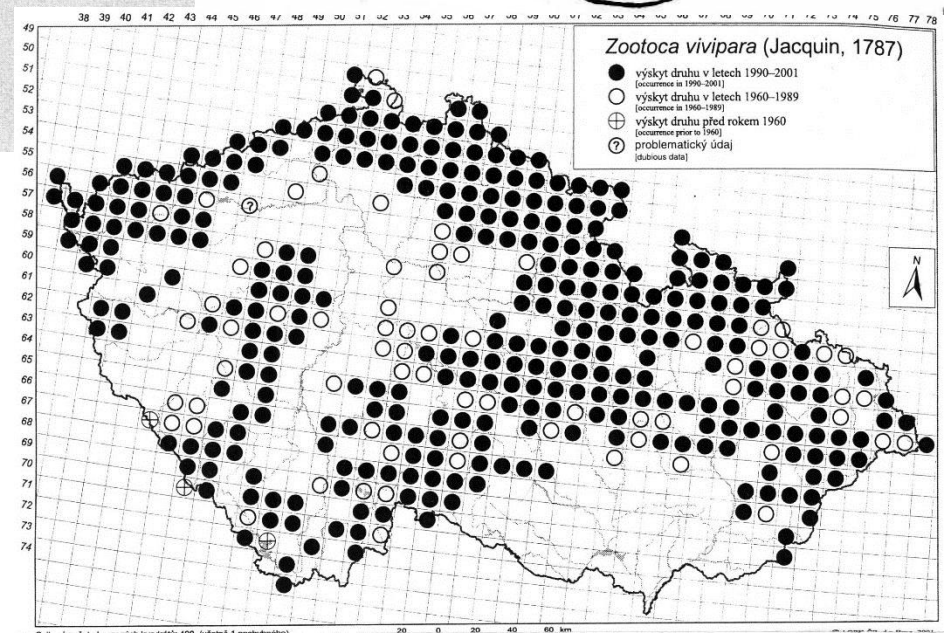 38 39 40 41 42 43 44 45 46 47 48 49 50 51 52 53 54 55 56 57 58 59 60 61 62 63 64 65 66 67 68 69 70 71 72 73 74 75 76 77 78
49
50
51
52
53
54
55
56
57
58
59
60
61
62
63
64
65
66
67
68
69
70
71
72
73
74
Zootoca vivipara (Jacquin, 1787)
výskyt druhu v letech 1990–2001
[occurrence in 1990–2001]
výskyt druhu v letech 1960–1989
[occurrence in 1960–1989]
výskyt druhu před rokem 1960
[occurrence prior to 1960]
? problematický údaj
[dubious data]
N
?
20 0 20 40 60 km